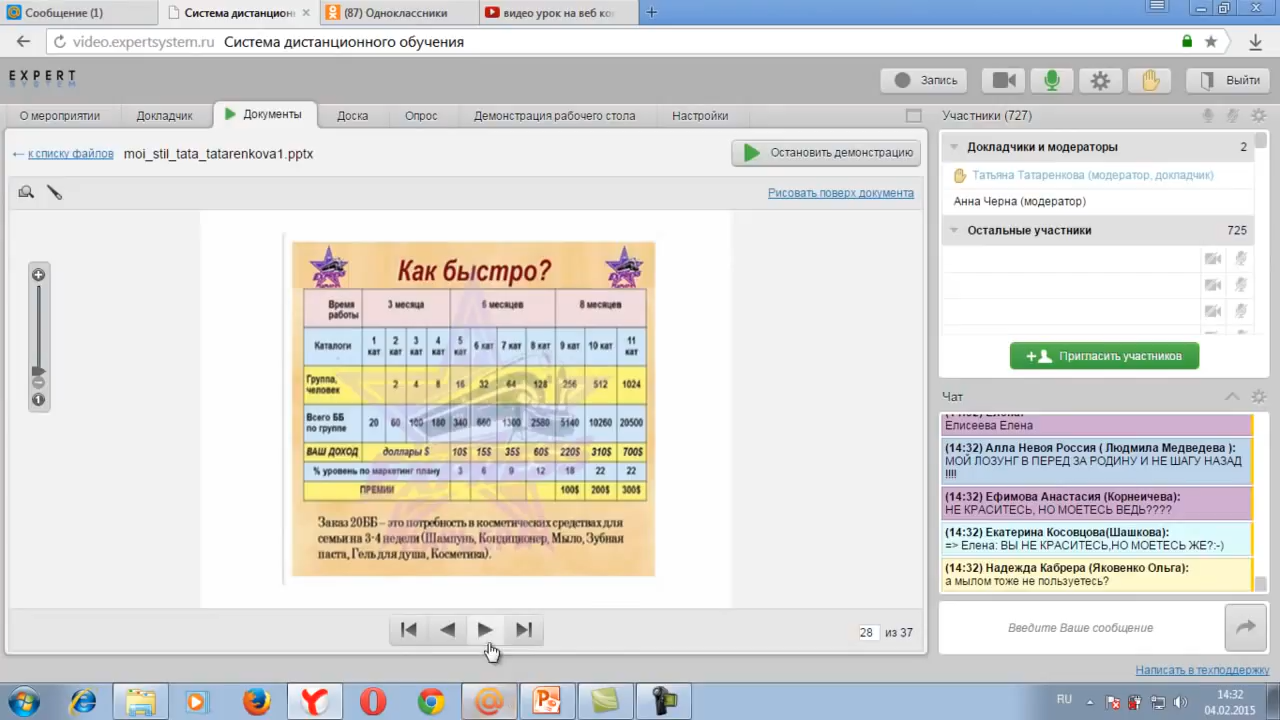 Сообщение (1)
Система дистанционн
(87) Одноклассники
видео урок на веб ко
video.expertsystem.ru Система дистанционного обучения
EXPERT
SYSTEM
Запись
Выйти
О мероприятии
Докладчик
Документы
Доска
Опрос
Демонстрация рабочего стола
Настройки
← к списку файлов moi_stil_tata_tatarenkova1.pptx
Остановить демонстрацию
Рисовать поверх документа
Как быстро?
Время работы 3 месяца 6 месяцев 8 месяцев
Каталоги 1 кат 2 кат 3 кат 4 кат 5 кат 6 кат 7 кат 8 кат 9 кат 10 кат 11 кат
Группа, человек 2 4 8 16 32 64 128 256 512 1024
Всего ББ по группе 20 60 100 180 340 660 1300 2580 5140 10260 20500
ВАШ ДОХОД доллары $ 10$ 15$ 35$ 60$ 220$ 310$ 700$
% уровень по маркетинг плану 3 6 9 12 18 22 22
ПРЕМИИ 100$ 200$ 300$
Заказ 20ББ – это потребность в косметических средствах для
семьи на 3-4 недели (Шампунь, Кондиционер, Мыло, Зубная
паста, Гель для душа, Косметика).
28 из 37
Участники (727)
Докладчики и модераторы 2
Татьяна Татаренкова (модератор, докладчик)
Анна Черна (модератор)
Остальные участники 725
Пригласить участников
Чат
(14:32) Елена:
Елисеева Елена
(14:32) Алла Невоя Россия ( Людмила Медведева ):
МОЙ ЛОЗУНГ В ПЕРЕД ЗА РОДИНУ И НЕ ШАГУ НАЗАД
!!!!
(14:32) Ефимова Анастасия (Корнеичева):
НЕ КРАСИТЕСЬ, НО МОЕТЕСЬ ВЕДЬ????
(14:32) Екатерина Косовцова(Шашкова):
=> Елена: ВЫ НЕ КРАСИТЕСЬ,НО МОЕТЕСЬ ЖЕ?:-)
(14:32) Надежда Кабрера (Яковенко Ольга):
а мылом тоже не пользуетесь?
Введите Ваше сообщение
Написать в техподдержку
RU
14:32
04.02.2015